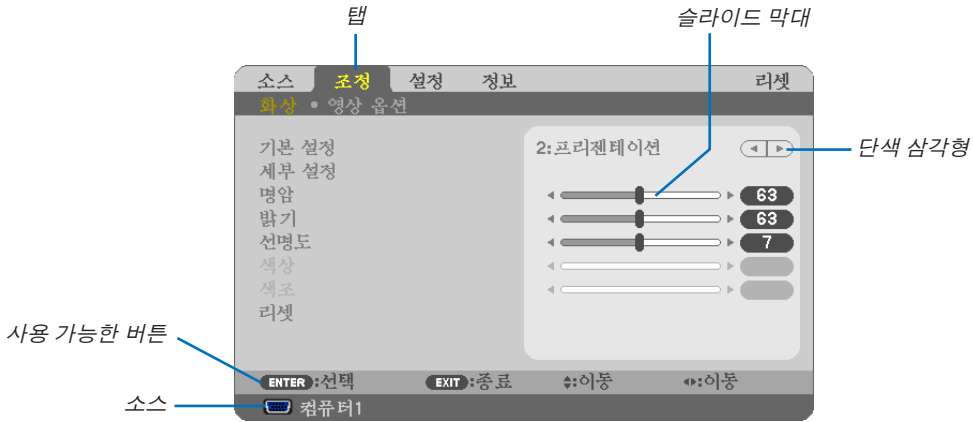 탭
슬라이드 막대
소스 조정 설정 정보 리셋
화상 • 영상 옵션
기본 설정 2:프리젠테이션
단색 삼각형
세부 설정
명암 63
밝기 63
선명도 7
색상
색조
리셋
사용 가능한 버튼
ENTER:선택 EXIT:종료 :이동 :이동
소스
컴퓨터1